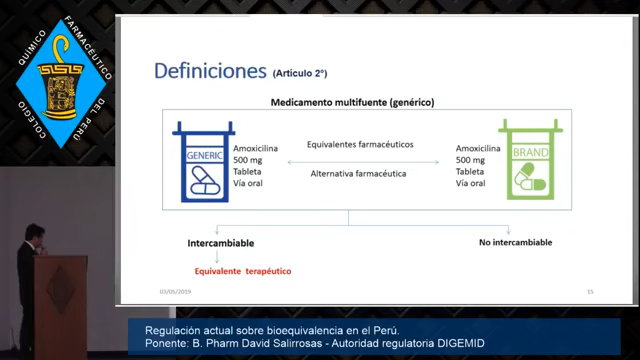 QUÍMICO
FARMACÉUTICO
COLEGIO
DEL PERÚ
Definiciones (Articulo 2°)
Medicamento multifuente (genérico)
GENERIC
Amoxicilina
500 mg
Tableta
Vía oral
Equivalentes farmacéuticos
Alternativa farmacéutica
Amoxicilina
500 mg
Tableta
Vía oral
BRAND
Intercambiable
No intercambiable
Equivalente terapéutico
03/05/2019
15
Regulación actual sobre bioequivalencia en el Perú.
Ponente: B. Pharm David Salirrosas - Autoridad regulatoria DIGEMID